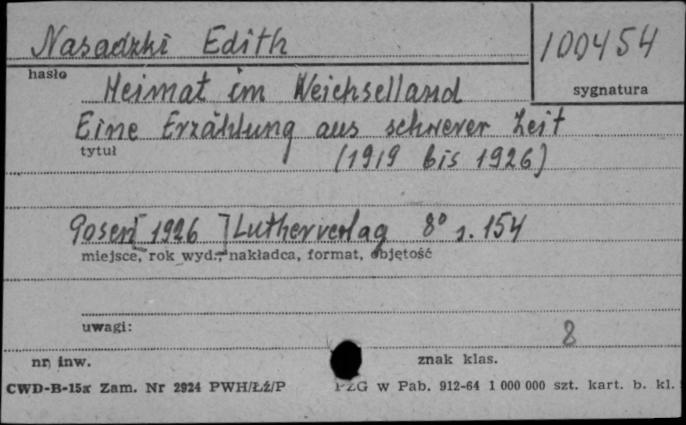 Nasadzki Edith
100454
hasło
sygnatura
Heimat im Weichselland
Eine Erzählung aus schwerer Zeit
tytuł
(1919 bis 1926)
Posen [1926] Lutherverlag 8° s. 154
miejsce, rok wyd., nakładca, format, objętość
uwagi:
8
nr. inw.
znak klas.
CWD-B-15x Zam. Nr 2924 PWH/Łź/P
PZG w Pab. 912-64 1 000 000 szt. kart. b. kl.